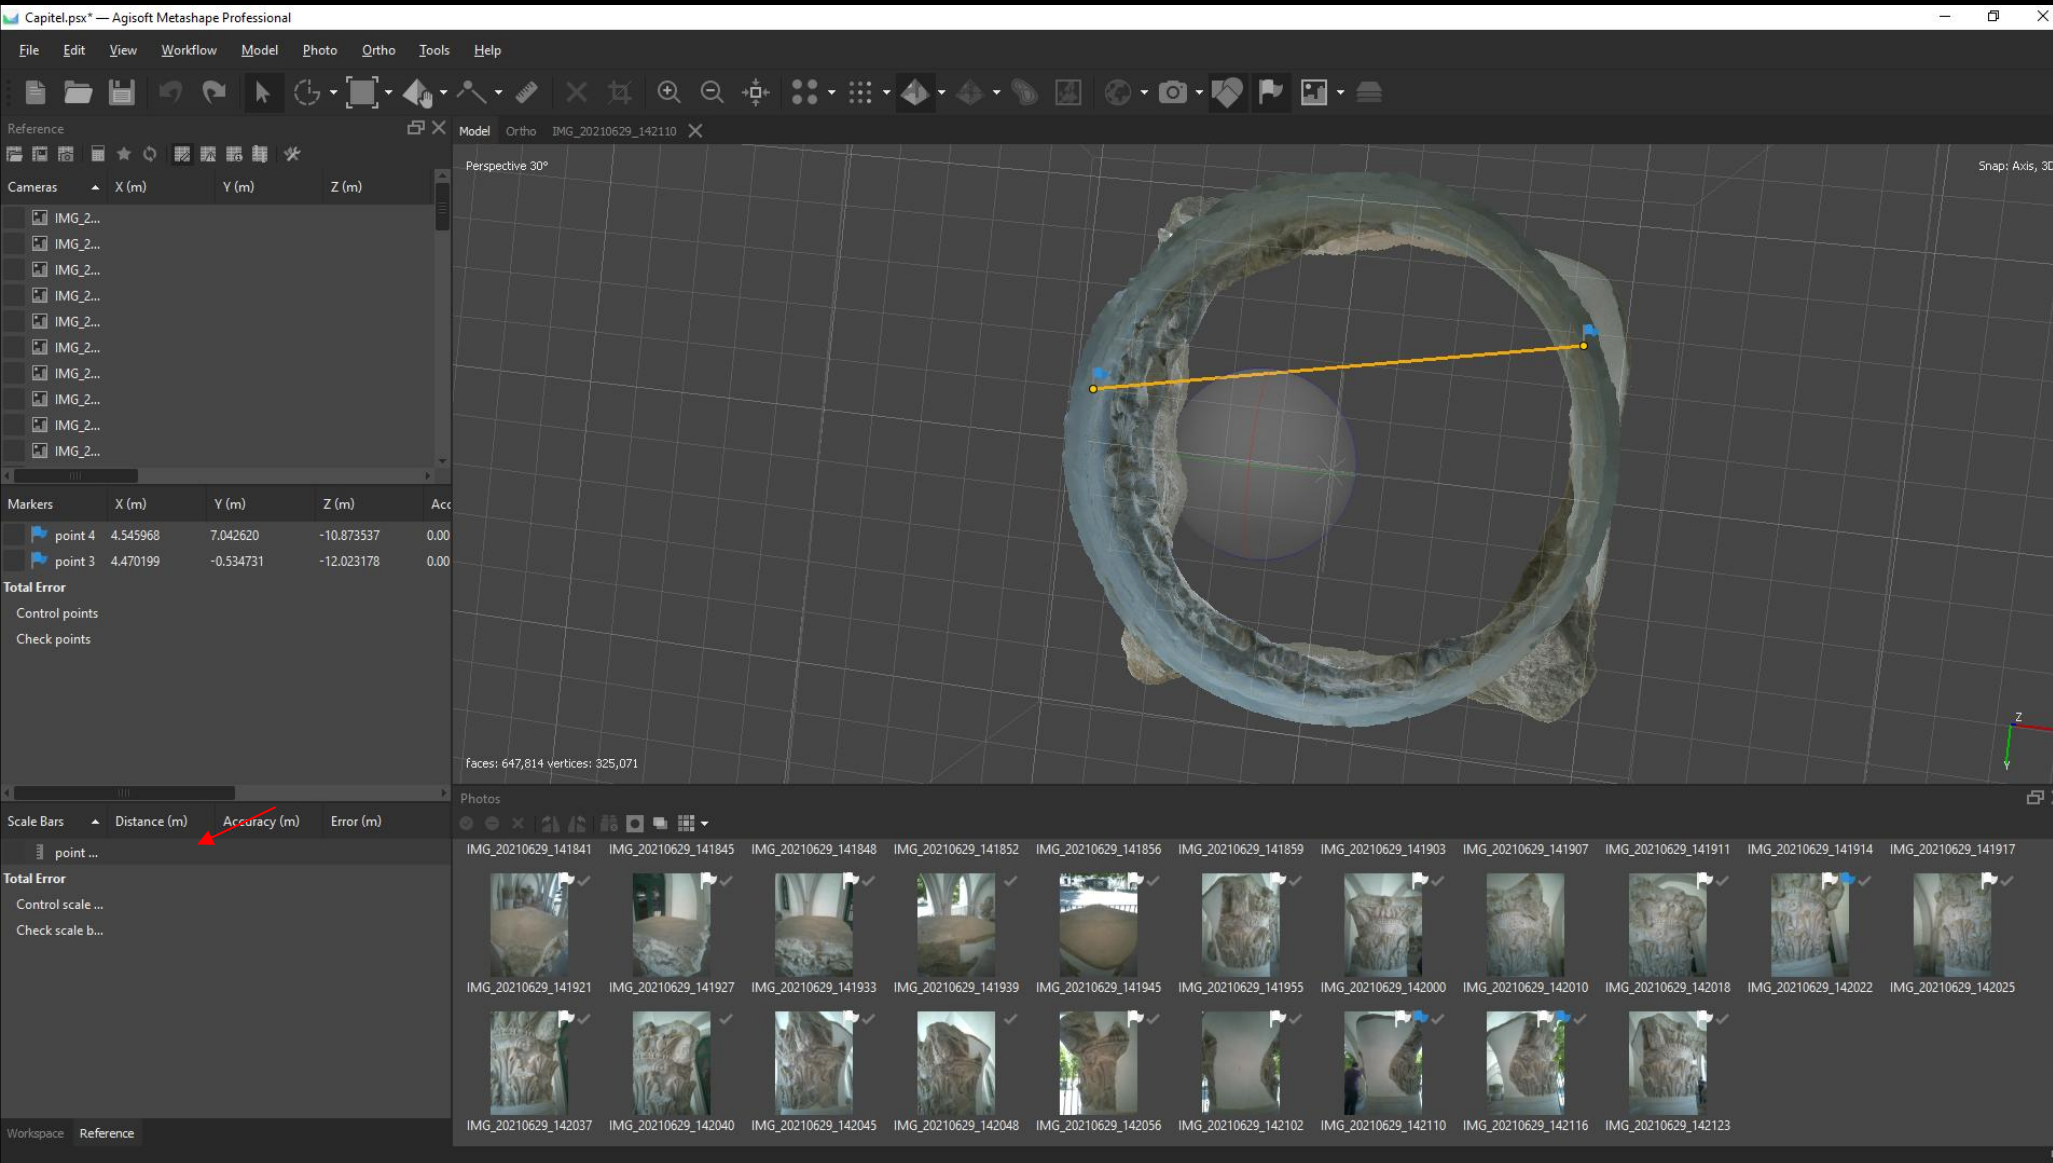 Capitel.psx* — Agisoft Metashape Professional
File Edit View Workflow Model Photo Ortho Tools Help
Reference
Model Ortho IMG_20210629_142110
Perspective 30°
Snap: Axis, 3D
Cameras X (m) Y (m) Z (m)
IMG_2...
IMG_2...
IMG_2...
IMG_2...
IMG_2...
IMG_2...
IMG_2...
IMG_2...
IMG_2...
IMG_2...
Markers X (m) Y (m) Z (m) Acc
point 4 4.545968 7.042620 -10.873537 0.00
point 3 4.470199 -0.534731 -12.023178 0.00
Total Error
Control points
Check points
Z
Y
faces: 647,814 vertices: 325,071
Scale Bars Distance (m) Accuracy (m) Error (m)
point ...
Total Error
Control scale ...
Check scale b...
Workspace Reference
Photos
IMG_20210629_141841 IMG_20210629_141845 IMG_20210629_141848 IMG_20210629_141852 IMG_20210629_141856 IMG_20210629_141859 IMG_20210629_141903 IMG_20210629_141907 IMG_20210629_141911 IMG_20210629_141914 IMG_20210629_141917
IMG_20210629_141921 IMG_20210629_141927 IMG_20210629_141933 IMG_20210629_141939 IMG_20210629_141945 IMG_20210629_141955 IMG_20210629_142000 IMG_20210629_142010 IMG_20210629_142018 IMG_20210629_142022 IMG_20210629_142025
IMG_20210629_142037 IMG_20210629_142040 IMG_20210629_142045 IMG_20210629_142048 IMG_20210629_142056 IMG_20210629_142102 IMG_20210629_142110 IMG_20210629_142116 IMG_20210629_142123